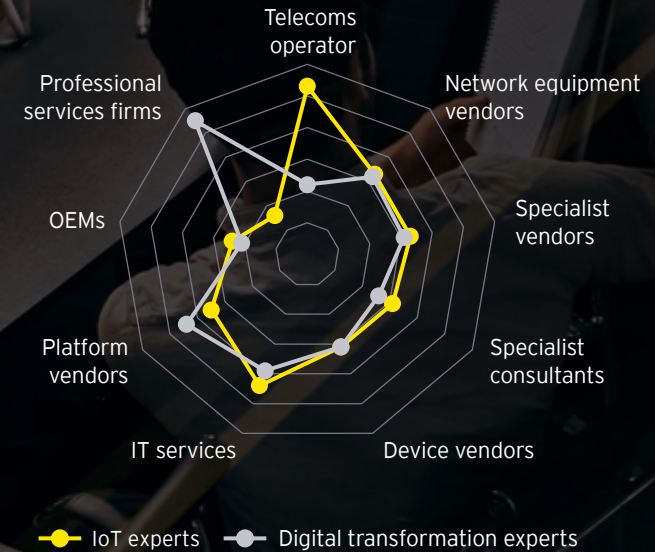 Telecoms
operator
Network equipment
vendors
Specialist
vendors
Specialist
consultants
Device vendors
IT services
Platform
vendors
OEMs
Professional
services firms
IoT experts
Digital transformation experts